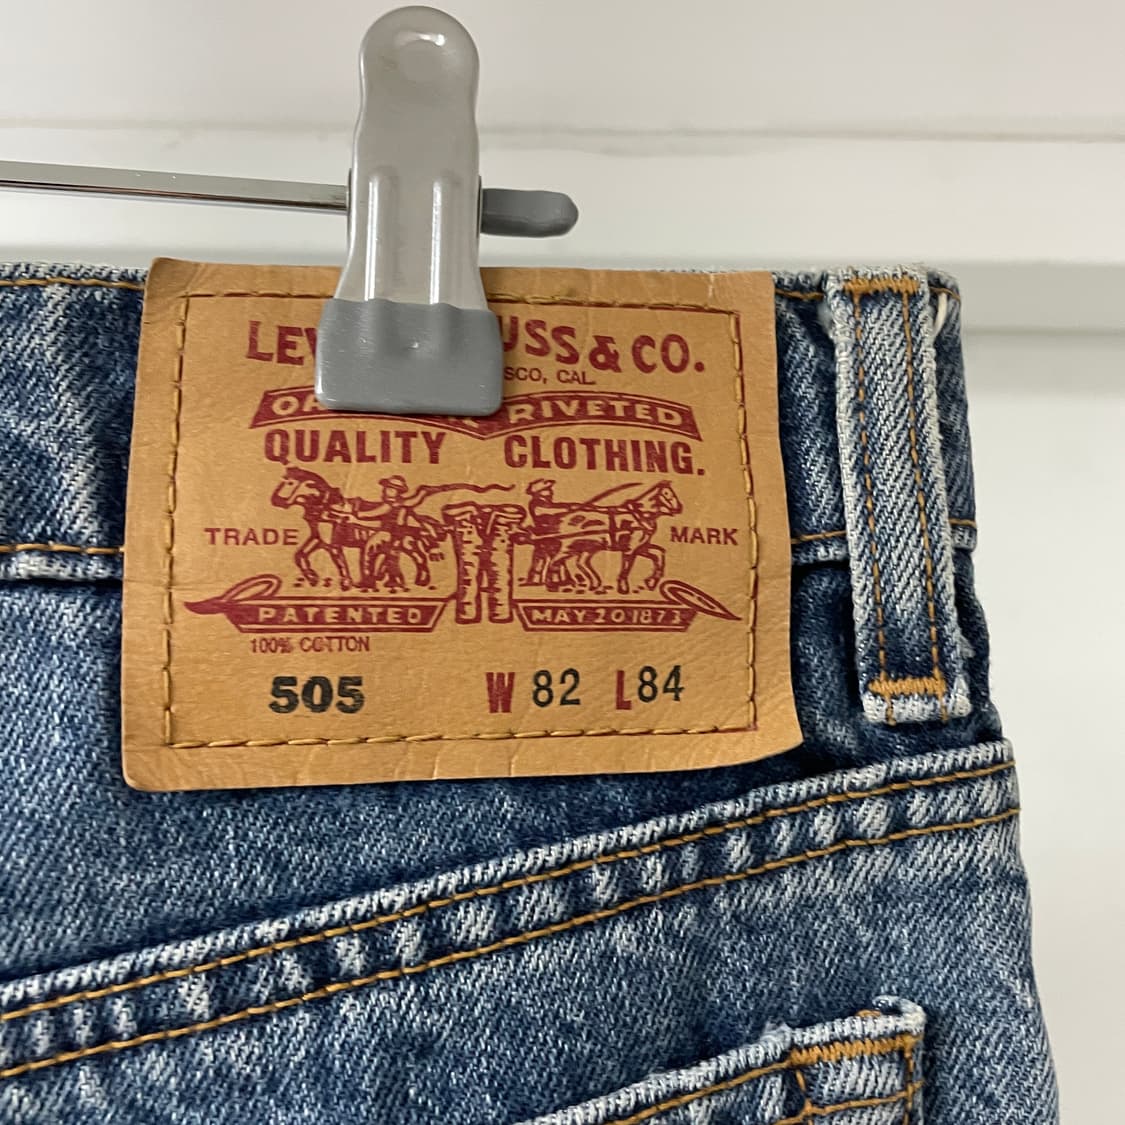 LEV USS & CO.
SCO, CAL.
OR RIVETED
QUALITY CLOTHING.
TRADE MARK
PATENTED MAY 20 1873
100% COTTON
505 W 82 L 84